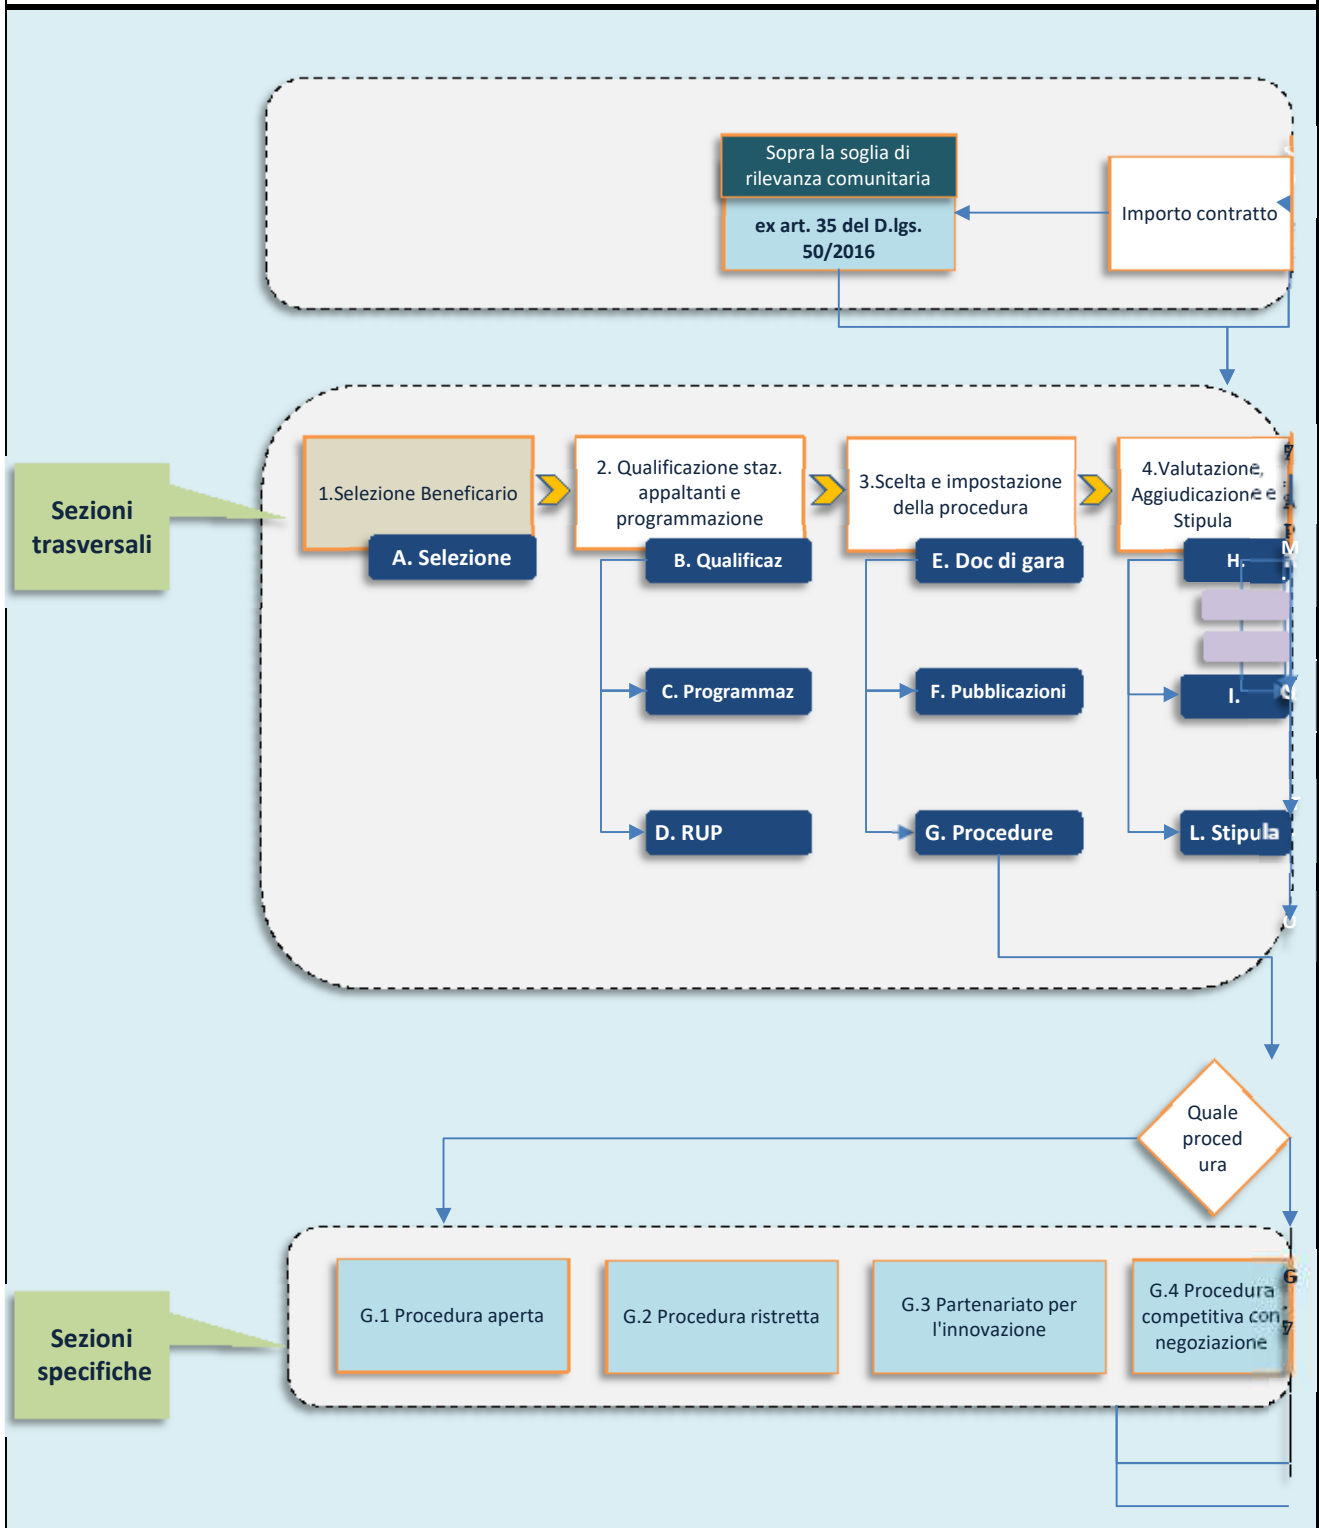 Sopra la soglia di
rilevanza comunitaria
ex art. 35 del D.lgs.
50/2016
Importo contratto
Sezioni
trasversali
1.Selezione Beneficario
2. Qualificazione staz.
appaltanti e
programmazione
3.Scelta e impostazione
della procedura
4.Valutazione,
Aggiudicazione e
Stipula
A. Selezione
B. Qualificaz
E. Doc di gara
H.
C. Programmaz
F. Pubblicazioni
I.
D. RUP
G. Procedure
L. Stipula
Quale
proced
ura
Sezioni
specifiche
G.1 Procedura aperta
G.2 Procedura ristretta
G.3 Partenariato per
l'innovazione
G.4 Procedura
competitiva con
negoziazione